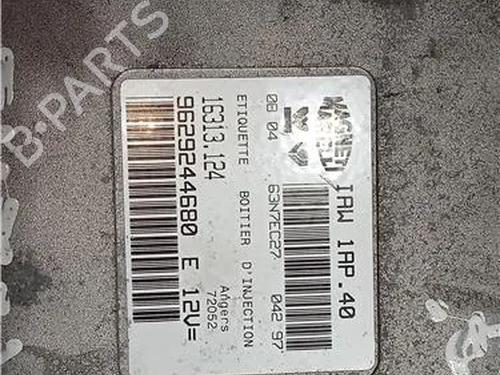 B-PARTS
MAGNETI
MARELLI
IAW 1AP.40
08 04
63N7EC27 042 97
ETIQUETTE BOITIER D'INJECTION
16313.124
Angers
72052
9629244680 E 12V=